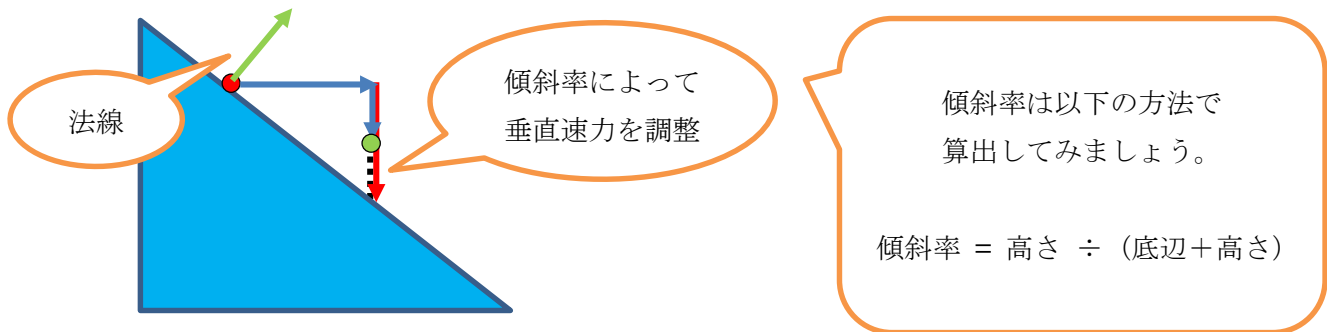 法線
傾斜率によって
垂直速力を調整
傾斜率は以下の方法で
算出してみましょう。
傾斜率 = 高さ ÷ (底辺＋高さ)